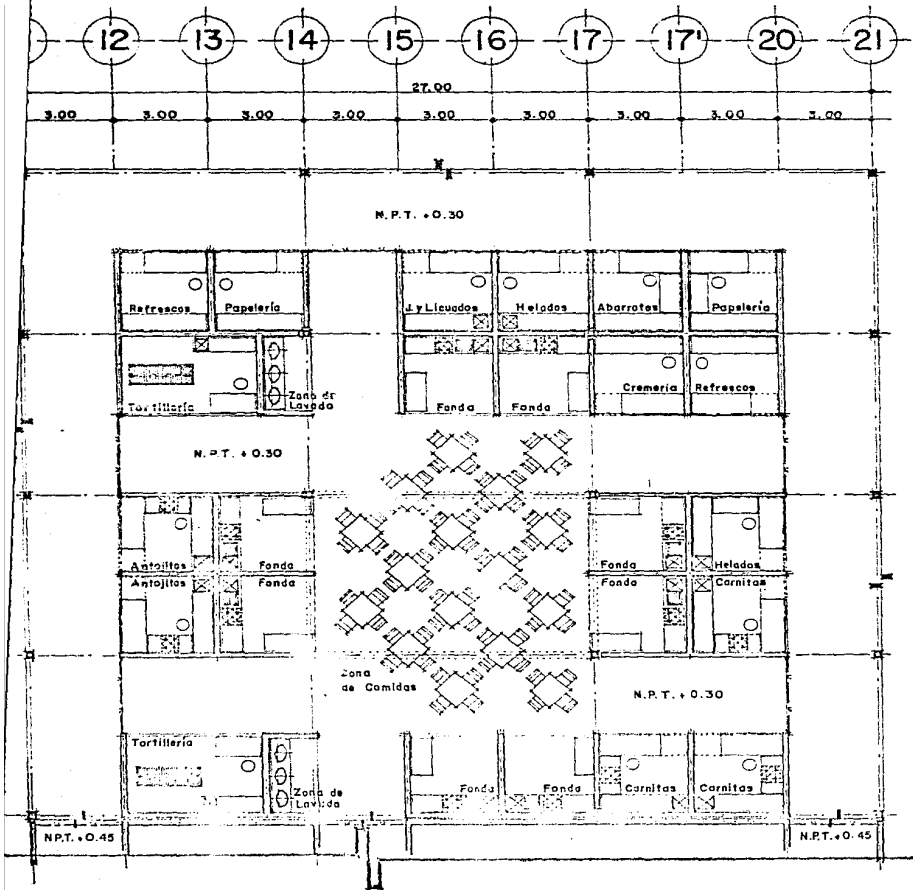 12 13 14 15 16 17 17' 20 21
27.00
3.00 3.00 3.00 3.00 3.00 3.00 3.00 3.00 3.00
N.P.T. +0.30
Refrescos Papelería J. y Licuados Helados Abarrotes Papelería
Cremería Refrescos
Tortillería Zona de Lavado Fonda Fonda
N.P.T. +0.30
Antojitos Fonda Fonda Helados
Antojitos Fonda Fonda Carnitas
Zona de Comidas
N.P.T. +0.30
Tortillería
Zona de Lavado Fonda Fonda Carnitas Carnitas
N.P.T. +0.45 N.P.T. +0.45